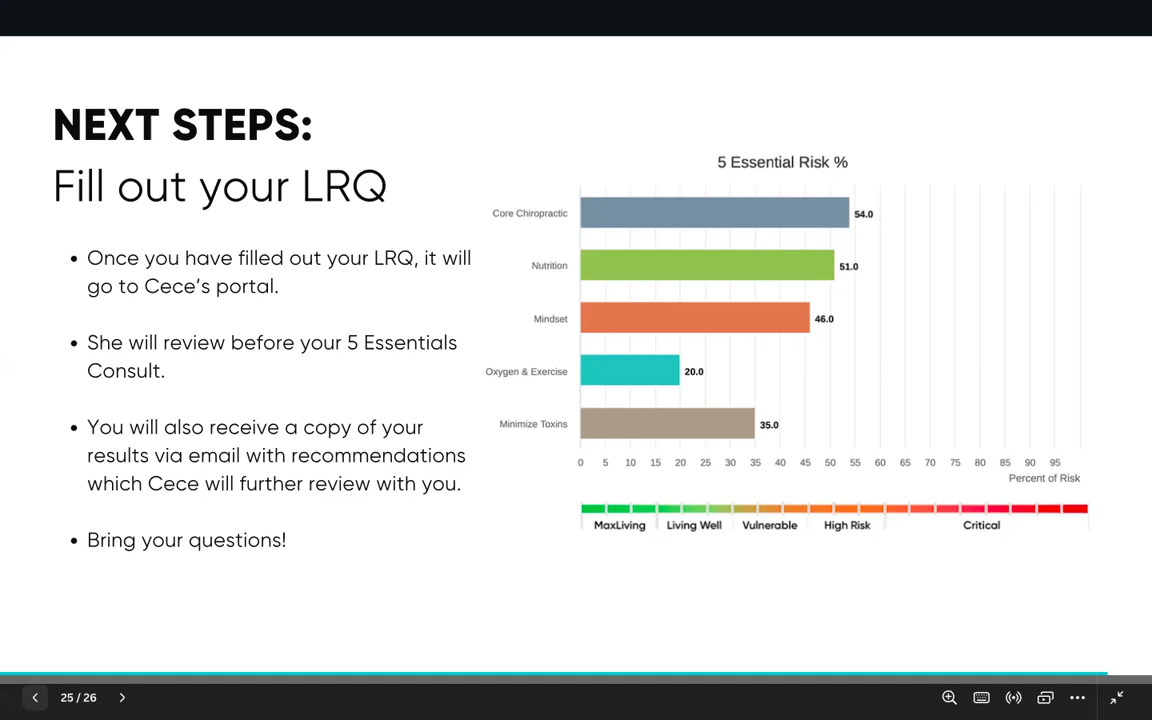 NEXT STEPS:
Fill out your LRQ
• Once you have filled out your LRQ, it will
go to Cece's portal.
• She will review before your 5 Essentials
Consult.
• You will also receive a copy of your
results via email with recommendations
which Cece will further review with you.
• Bring your questions!
5 Essential Risk %
Core Chiropractic 54.0
Nutrition 51.0
Mindset 46.0
Oxygen & Exercise 20.0
Minimize Toxins 35.0
0 5 10 15 20 25 30 35 40 45 50 55 60 65 70 75 80 85 90 95
Percent of Risk
MaxLiving Living Well Vulnerable High Risk Critical
25 / 26